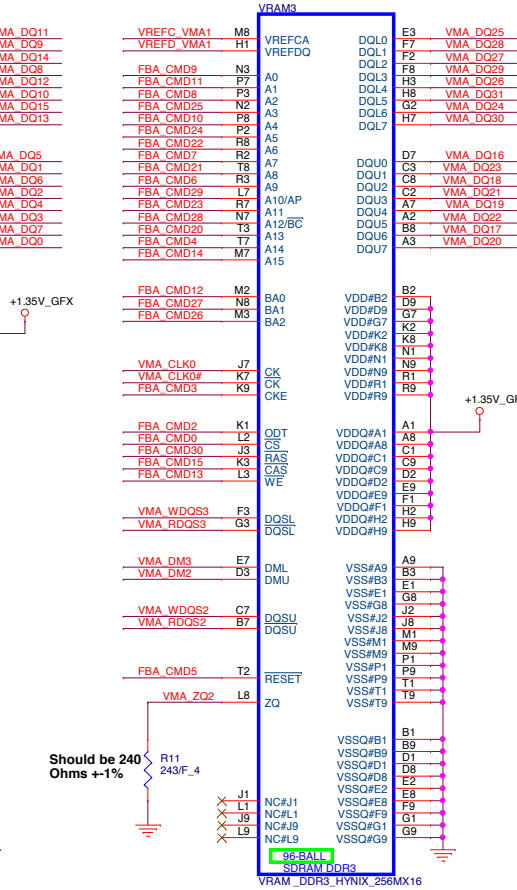 VRAM3
MA_DQ11
MA_DQ9
MA_DQ14
MA_DQ8
MA_DQ12
MA_DQ10
MA_DQ15
MA_DQ13
MA_DQ5
MA_DQ1
MA_DQ6
MA_DQ2
MA_DQ4
MA_DQ3
MA_DQ7
MA_DQ0
+1.35V_GFX
VREFC_VMA1 M8 VREFCA
VREFD_VMA1 H1 VREFDQ
FBA_CMD9 N3 A0
FBA_CMD11 P7 A1
FBA_CMD8 P3 A2
FBA_CMD25 N2 A3
FBA_CMD10 P8 A4
FBA_CMD24 P2 A5
FBA_CMD22 R8 A6
FBA_CMD7 R2 A7
FBA_CMD21 T8 A8
FBA_CMD6 R3 A9
FBA_CMD29 L7 A10/AP
FBA_CMD23 R7 A11
FBA_CMD28 N7 A12/BC
FBA_CMD20 T3 A13
FBA_CMD4 T7 A14
FBA_CMD14 M7 A15
FBA_CMD12 M2 BA0
FBA_CMD27 N8 BA1
FBA_CMD26 M3 BA2
VMA_CLK0 J7 CK
VMA_CLK0# K7 CK
FBA_CMD3 K9 CKE
FBA_CMD2 K1 ODT
FBA_CMD0 L2 CS
FBA_CMD30 J3 RAS
FBA_CMD15 K3 CAS
FBA_CMD13 L3 WE
VMA_WDQS3 F3 DQSL
VMA_RDQS3 G3 DQSL
VMA_DM3 E7 DML
VMA_DM2 D3 DMU
VMA_WDQS2 C7 DQSU
VMA_RDQS2 B7 DQSU
FBA_CMD5 T2 RESET
VMA_ZQ2 L8 ZQ
Should be 240
Ohms +-1%
R11
243/F_4
J1 NC#J1
L1 NC#L1
J9 NC#J9
L9 NC#L9
DQL0 E3 VMA_DQ25
DQL1 F7 VMA_DQ28
DQL2 F2 VMA_DQ27
DQL3 F8 VMA_DQ29
DQL4 H3 VMA_DQ26
DQL5 H8 VMA_DQ31
DQL6 G2 VMA_DQ24
DQL7 H7 VMA_DQ30
DQU0 D7 VMA_DQ16
DQU1 C3 VMA_DQ23
DQU2 C8 VMA_DQ18
DQU3 C2 VMA_DQ21
DQU4 A7 VMA_DQ19
DQU5 A2 VMA_DQ22
DQU6 B8 VMA_DQ17
DQU7 A3 VMA_DQ20
VDD#B2 B2
VDD#D9 D9
VDD#G7 G7
VDD#K2 K2
VDD#K8 K8
VDD#N1 N1
VDD#N9 N9
VDD#R1 R1
VDD#R9 R9
+1.35V_GF
VDDQ#A1 A1
VDDQ#A8 A8
VDDQ#C1 C1
VDDQ#C9 C9
VDDQ#D2 D2
VDDQ#E9 E9
VDDQ#F1 F1
VDDQ#H2 H2
VDDQ#H9 H9
VSS#A9 A9
VSS#B3 B3
VSS#E1 E1
VSS#G8 G8
VSS#J2 J2
VSS#J8 J8
VSS#M1 M1
VSS#M9 M9
VSS#P1 P1
VSS#P9 P9
VSS#T1 T1
VSS#T9 T9
VSSQ#B1 B1
VSSQ#B9 B9
VSSQ#D1 D1
VSSQ#D8 D8
VSSQ#E2 E2
VSSQ#E8 E8
VSSQ#F9 F9
VSSQ#G1 G1
VSSQ#G9 G9
96-BALL
SDRAM DDR3
VRAM _DDR3_HYNIX_256MX16